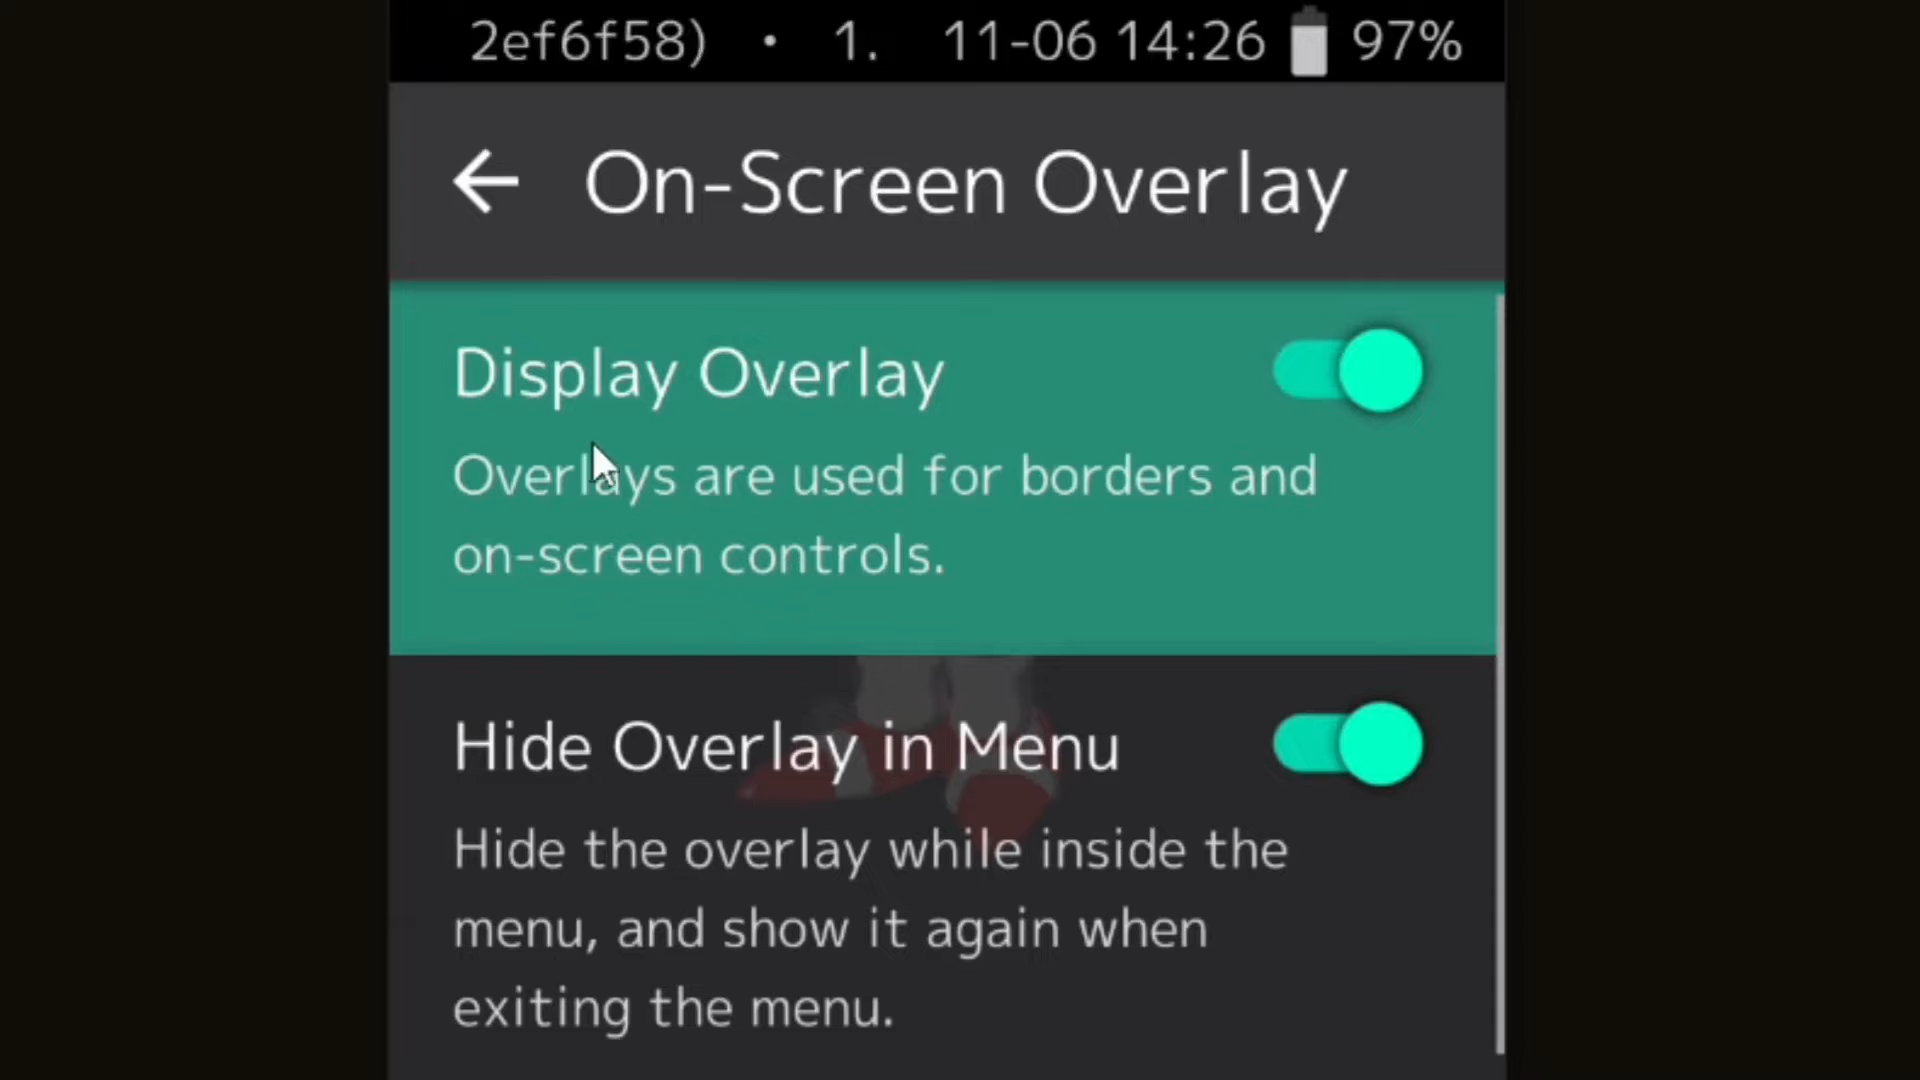 2ef6f58) • 1. 11-06 14:26 97%
On-Screen Overlay
Display Overlay
Overlays are used for borders and
on-screen controls.
Hide Overlay in Menu
Hide the overlay while inside the
menu, and show it again when
exiting the menu.